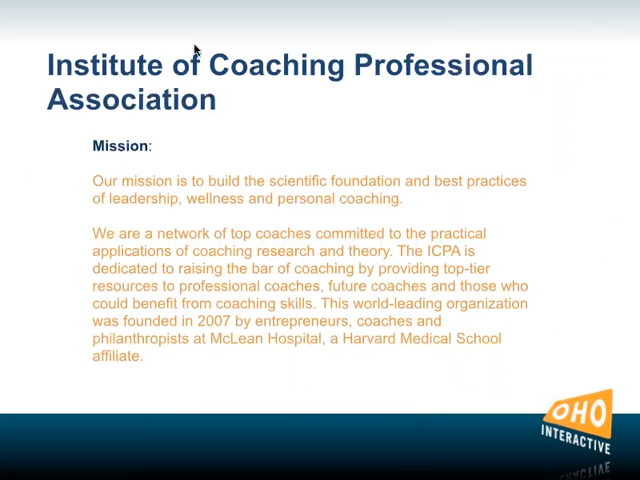 Institute of Coaching Professional
Association
Mission:
Our mission is to build the scientific foundation and best practices
of leadership, wellness and personal coaching.
We are a network of top coaches committed to the practical
applications of coaching research and theory. The ICPA is
dedicated to raising the bar of coaching by providing top-tier
resources to professional coaches, future coaches and those who
could benefit from coaching skills. This world-leading organization
was founded in 2007 by entrepreneurs, coaches and
philanthropists at McLean Hospital, a Harvard Medical School
affiliate.
OHO
INTERACTIVE